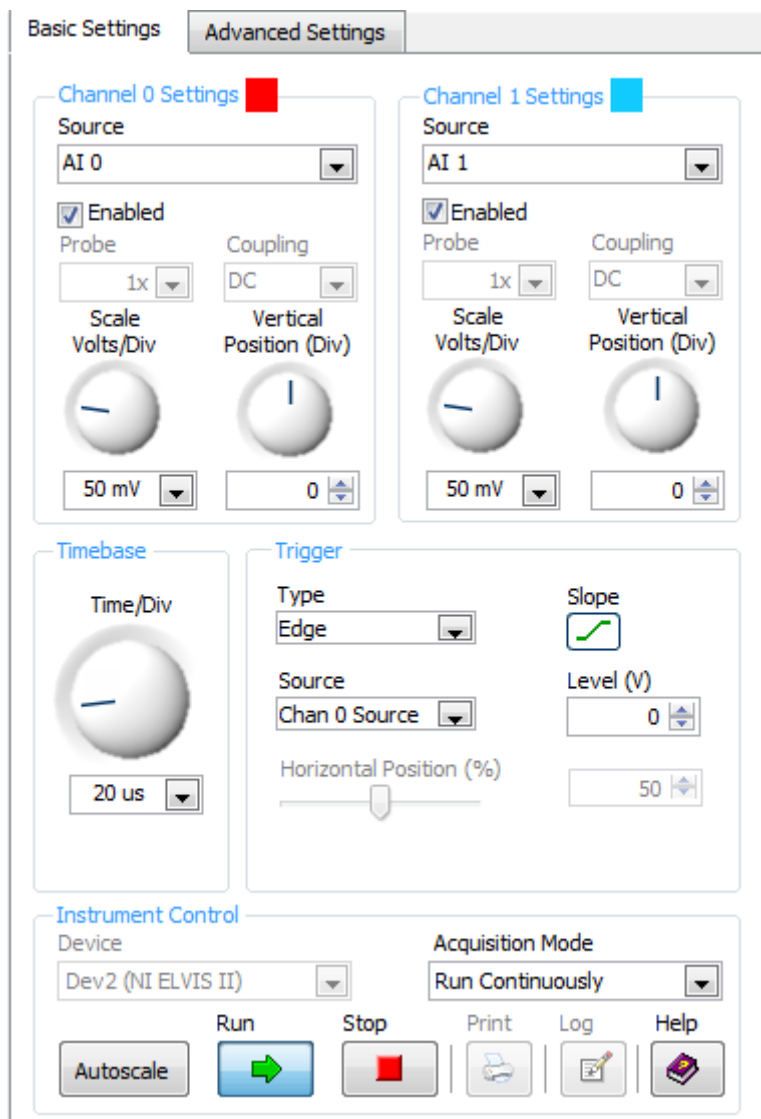 Basic Settings Advanced Settings
Channel 0 Settings Channel 1 Settings
Source Source
AI 0 AI 1
Enabled Enabled
Probe Coupling Probe Coupling
1x DC 1x DC
Scale Vertical Scale Vertical
Volts/Div Position (Div) Volts/Div Position (Div)
50 mV 0 50 mV 0
Timebase Trigger
Time/Div Type Slope
Edge
Source Level (V)
Chan 0 Source 0
Horizontal Position (%)
20 us 50
Instrument Control
Device Acquisition Mode
Dev2 (NI ELVIS II) Run Continuously
Run Stop Print Log Help
Autoscale